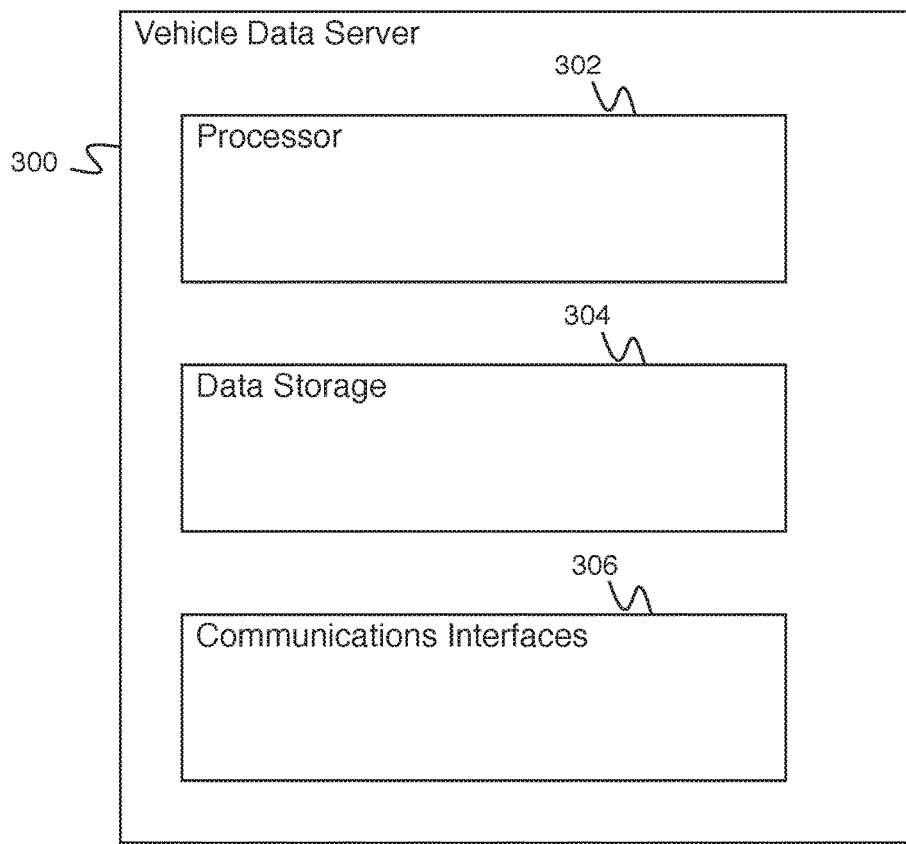 Vehicle Data Server
302
Processor
300
304
Data Storage
306
Communications Interfaces